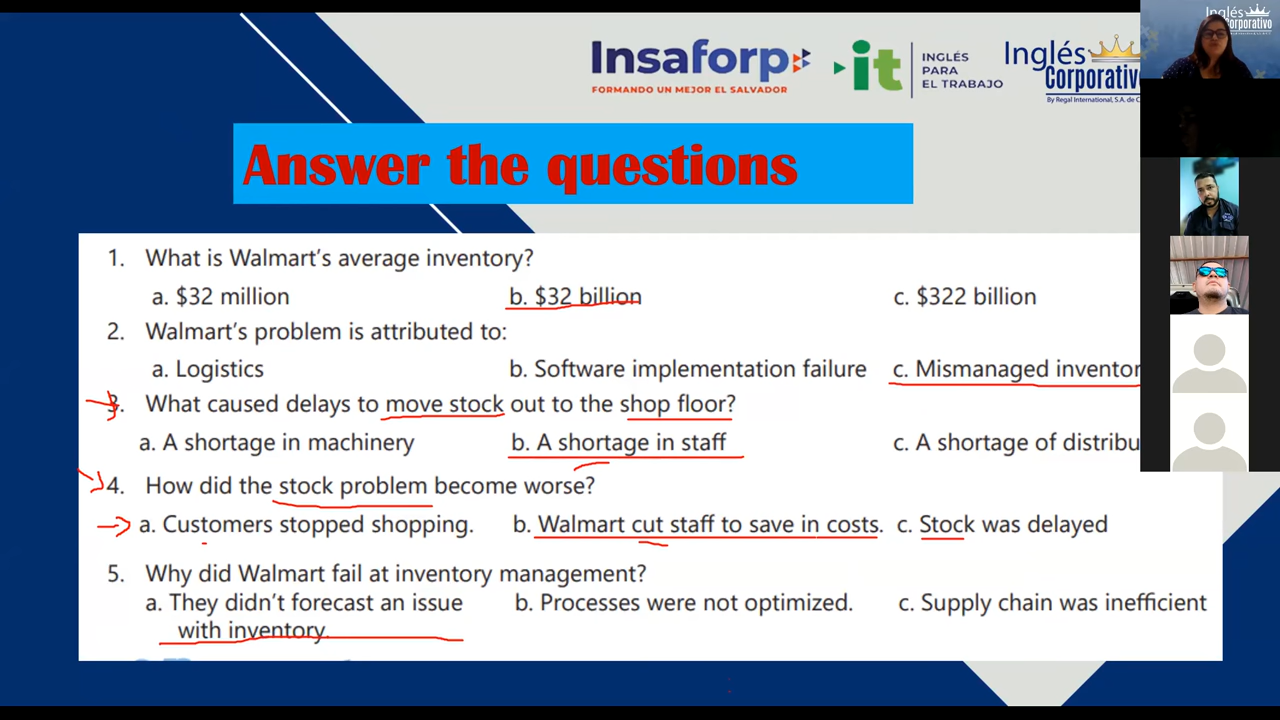 Insaforp
FORMANDO UN MEJOR EL SALVADOR
it
INGLÉS
PARA
EL TRABAJO
Inglés
Corporativo
By Regal International, S.A. de C
Inglés
Corporativo
Answer the questions
1. What is Walmart's average inventory?
a. $32 million b. $32 billion c. $322 billion
2. Walmart's problem is attributed to:
a. Logistics b. Software implementation failure c. Mismanaged inventor
3. What caused delays to move stock out to the shop floor?
a. A shortage in machinery b. A shortage in staff c. A shortage of distribu
4. How did the stock problem become worse?
a. Customers stopped shopping. b. Walmart cut staff to save in costs. c. Stock was delayed
5. Why did Walmart fail at inventory management?
a. They didn't forecast an issue b. Processes were not optimized. c. Supply chain was inefficient
with inventory.